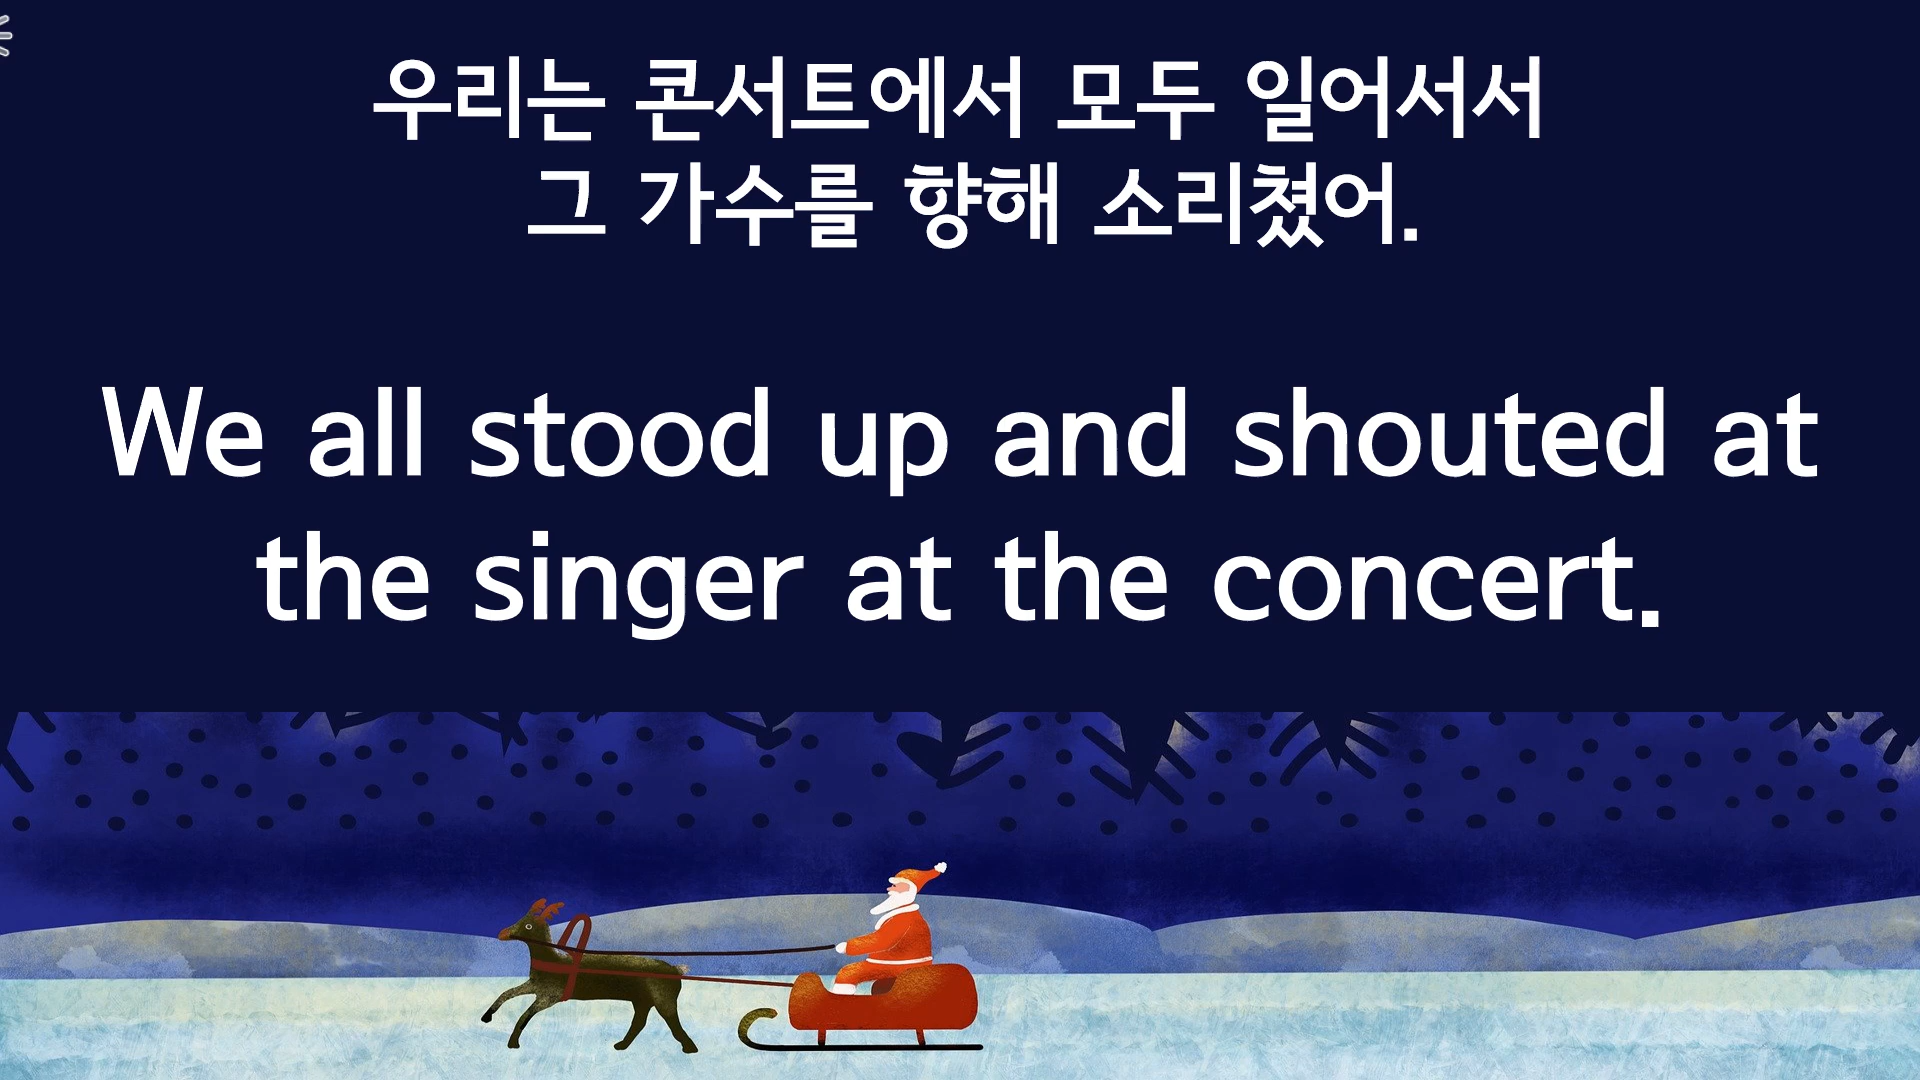 우리는 콘서트에서 모두 일어서서
그 가수를 향해 소리쳤어.
We all stood up and shouted at
the singer at the concert.